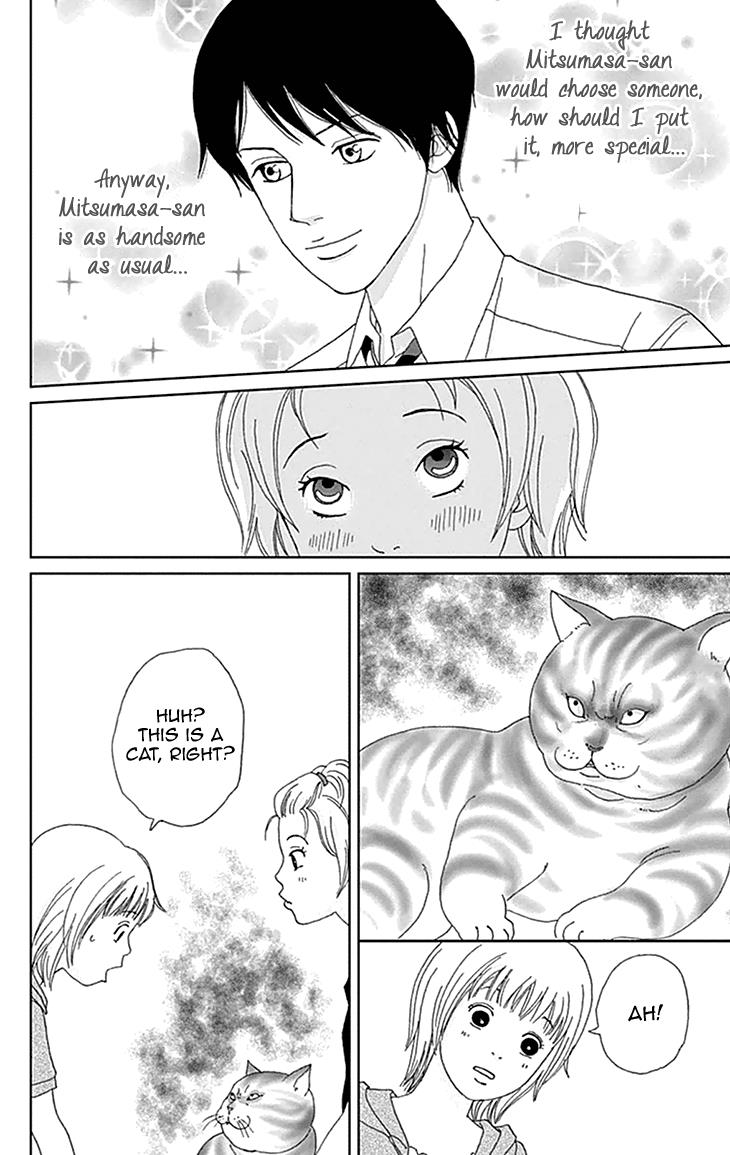 I thought
Mitsumasa-san
would choose someone,
how should I put
it, more special...
Anyway,
Mitsumasa-san
is as handsome
as usual...
HUH?
THIS IS A
CAT, RIGHT?
AH!